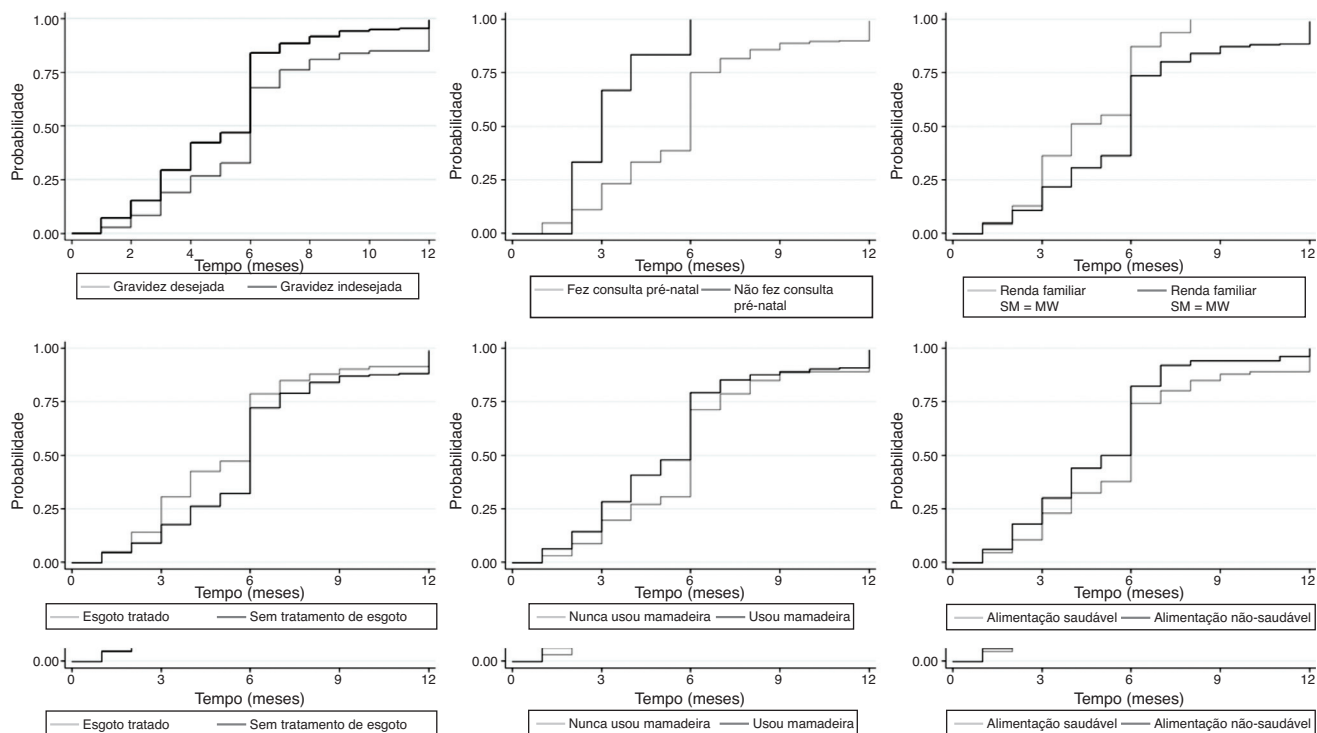 1.00
0.75
0.50
0.25
0.00
Probabilidade
0 2 4 6 8 10 12
Tempo (meses)
Gravidez desejada Gravidez indesejada
1.00
0.75
0.50
0.25
0.00
Probabilidade
0 3 6 9 12
Tempo (meses)
Fez consulta pré-natal Não fez consulta
pré-natal
1.00
0.75
0.50
0.25
0.00
Probabilidade
0 3 6 9 12
Tempo (meses)
Renda familiar Renda familiar
SM = MW SM = MW
1.00
0.75
0.50
0.25
0.00
Probabilidade
0 3 6 9 12
Tempo (meses)
Esgoto tratado Sem tratamento de esgoto
1.00
0.75
0.50
0.25
0.00
Probabilidade
0 3 6 9 12
Tempo (meses)
Nunca usou mamadeira Usou mamadeira
1.00
0.75
0.50
0.25
0.00
Probabilidade
0 3 6 9 12
Tempo (meses)
Alimentação saudável Alimentação não-saudável
0.00
0 3 6 9 12
Tempo (meses)
Esgoto tratado Sem tratamento de esgoto
0.00
0 3 6 9 12
Tempo (meses)
Nunca usou mamadeira Usou mamadeira
0.00
0 3 6 9 12
Tempo (meses)
Alimentação saudável Alimentação não-saudável